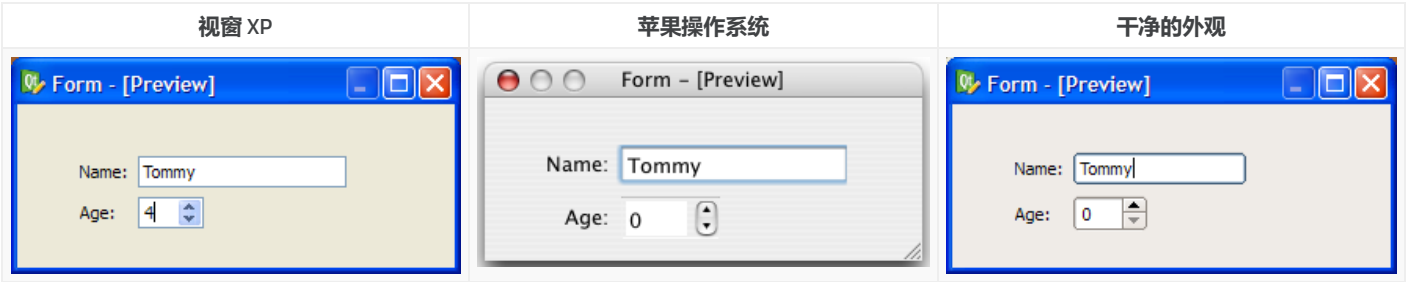 视窗 XP
苹果操作系统
干净的外观
Form - [Preview]
Name: Tommy
Age: 4
Form – [Preview]
Name: Tommy
Age: 0
Form - [Preview]
Name: Tommy
Age: 0